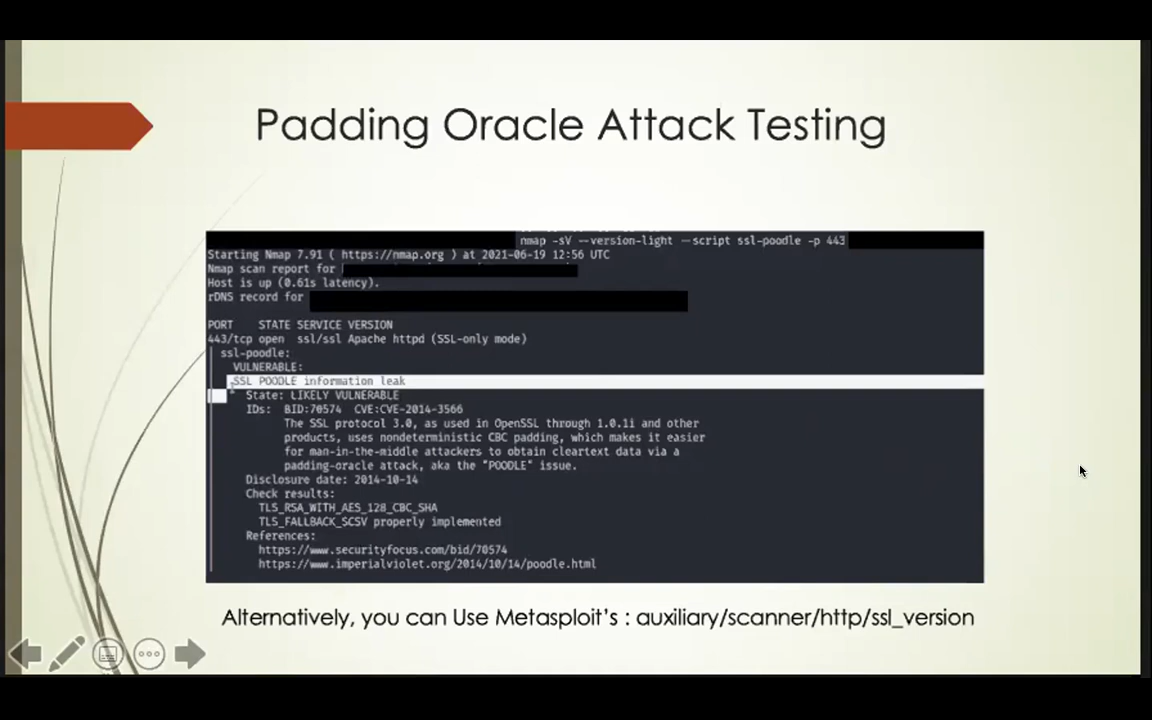 Padding Oracle Attack Testing
nmap -sV --version-light --script ssl-poodle -p 443
Starting Nmap 7.91 ( https://nmap.org ) at 2021-06-19 12:56 UTC
Nmap scan report for
Host is up (0.61s latency).
rDNS record for
PORT STATE SERVICE VERSION
443/tcp open ssl/ssl Apache httpd (SSL-only mode)
ssl-poodle:
VULNERABLE:
SSL POODLE information leak
State: LIKELY VULNERABLE
IDs: BID:70574 CVE:CVE-2014-3566
The SSL protocol 3.0, as used in OpenSSL through 1.0.1i and other
products, uses nondeterministic CBC padding, which makes it easier
for man-in-the-middle attackers to obtain cleartext data via a
padding-oracle attack, aka the "POODLE" issue.
Disclosure date: 2014-10-14
Check results:
TLS_RSA_WITH_AES_128_CBC_SHA
TLS_FALLBACK_SCSV properly implemented
References:
https://www.securityfocus.com/bid/70574
https://www.imperialviolet.org/2014/10/14/poodle.html
Alternatively, you can Use Metasploit's : auxiliary/scanner/http/ssl_version